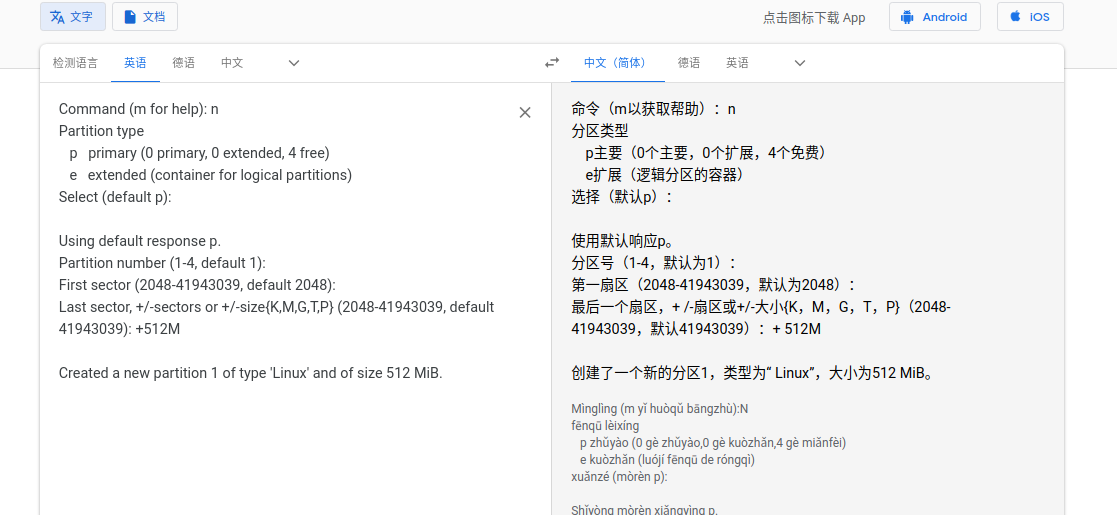 文字 文档 点击图标下载 App Android iOS
检测语言 英语 德语 中文 中文（简体） 德语 英语
Command (m for help): n
Partition type
p primary (0 primary, 0 extended, 4 free)
e extended (container for logical partitions)
Select (default p):
Using default response p.
Partition number (1-4, default 1):
First sector (2048-41943039, default 2048):
Last sector, +/-sectors or +/-size{K,M,G,T,P} (2048-41943039, default
41943039): +512M
Created a new partition 1 of type 'Linux' and of size 512 MiB.
命令（m以获取帮助）：n
分区类型
p主要（0个主要，0个扩展，4个免费）
e扩展（逻辑分区的容器）
选择（默认p）：
使用默认响应p。
分区号（1-4，默认为1）：
第一扇区（2048-41943039，默认为2048）：
最后一个扇区，+ /-扇区或+/-大小{K，M，G，T，P}（2048-
41943039，默认41943039）：+ 512M
创建了一个新的分区1，类型为“ Linux”，大小为512 MiB。
Mìnglìng (m yǐ huòqǔ bāngzhù):N
fēnqū lèixíng
p zhǔyào (0 gè zhǔyào,0 gè kuòzhǎn,4 gè miǎnfèi)
e kuòzhǎn (luójí fēnqū de róngqì)
xuǎnzé (mòrèn p):
Shǐyòng mòrèn xiǎngyìng p.